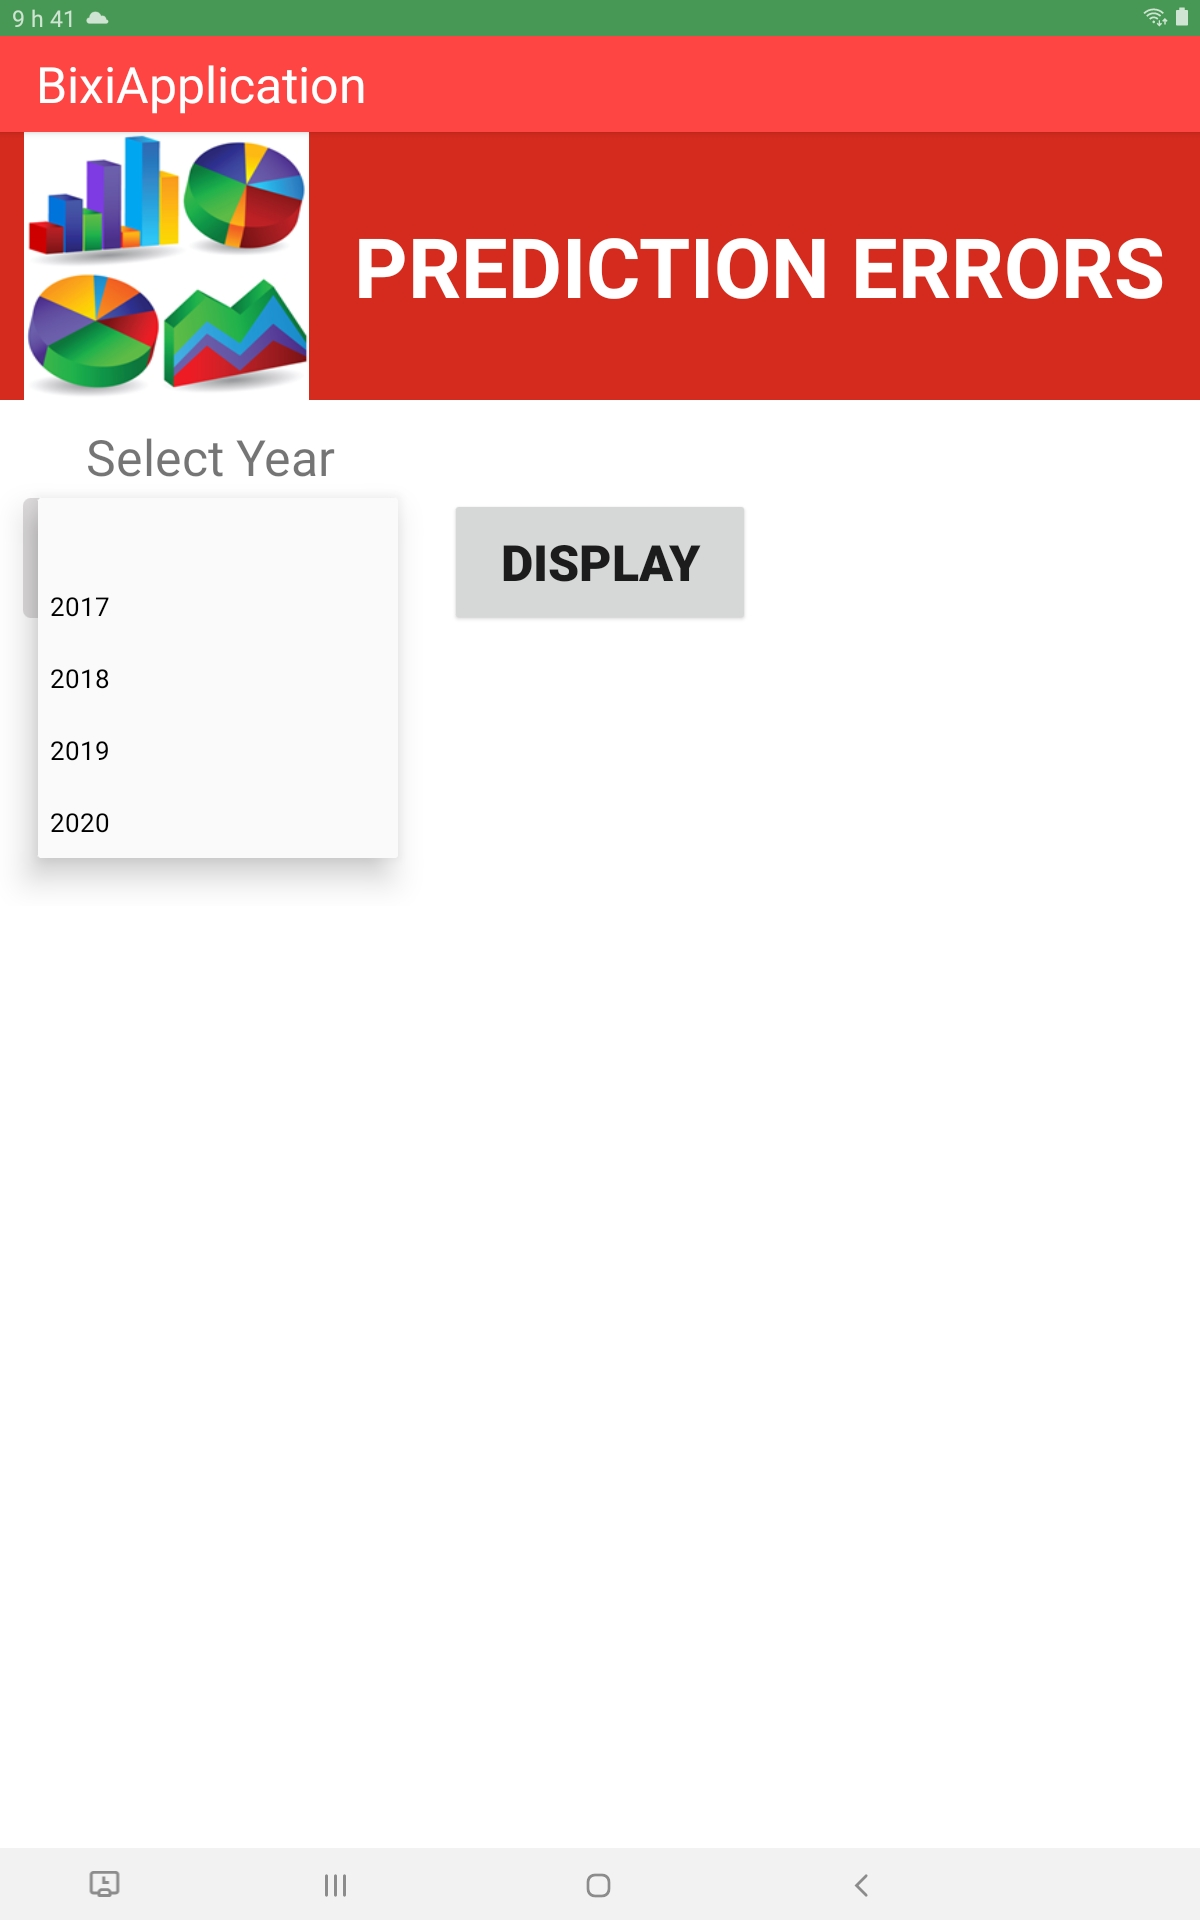 9 h 41
BixiApplication
PREDICTION ERRORS
Select Year
DISPLAY
2017
2018
2019
2020